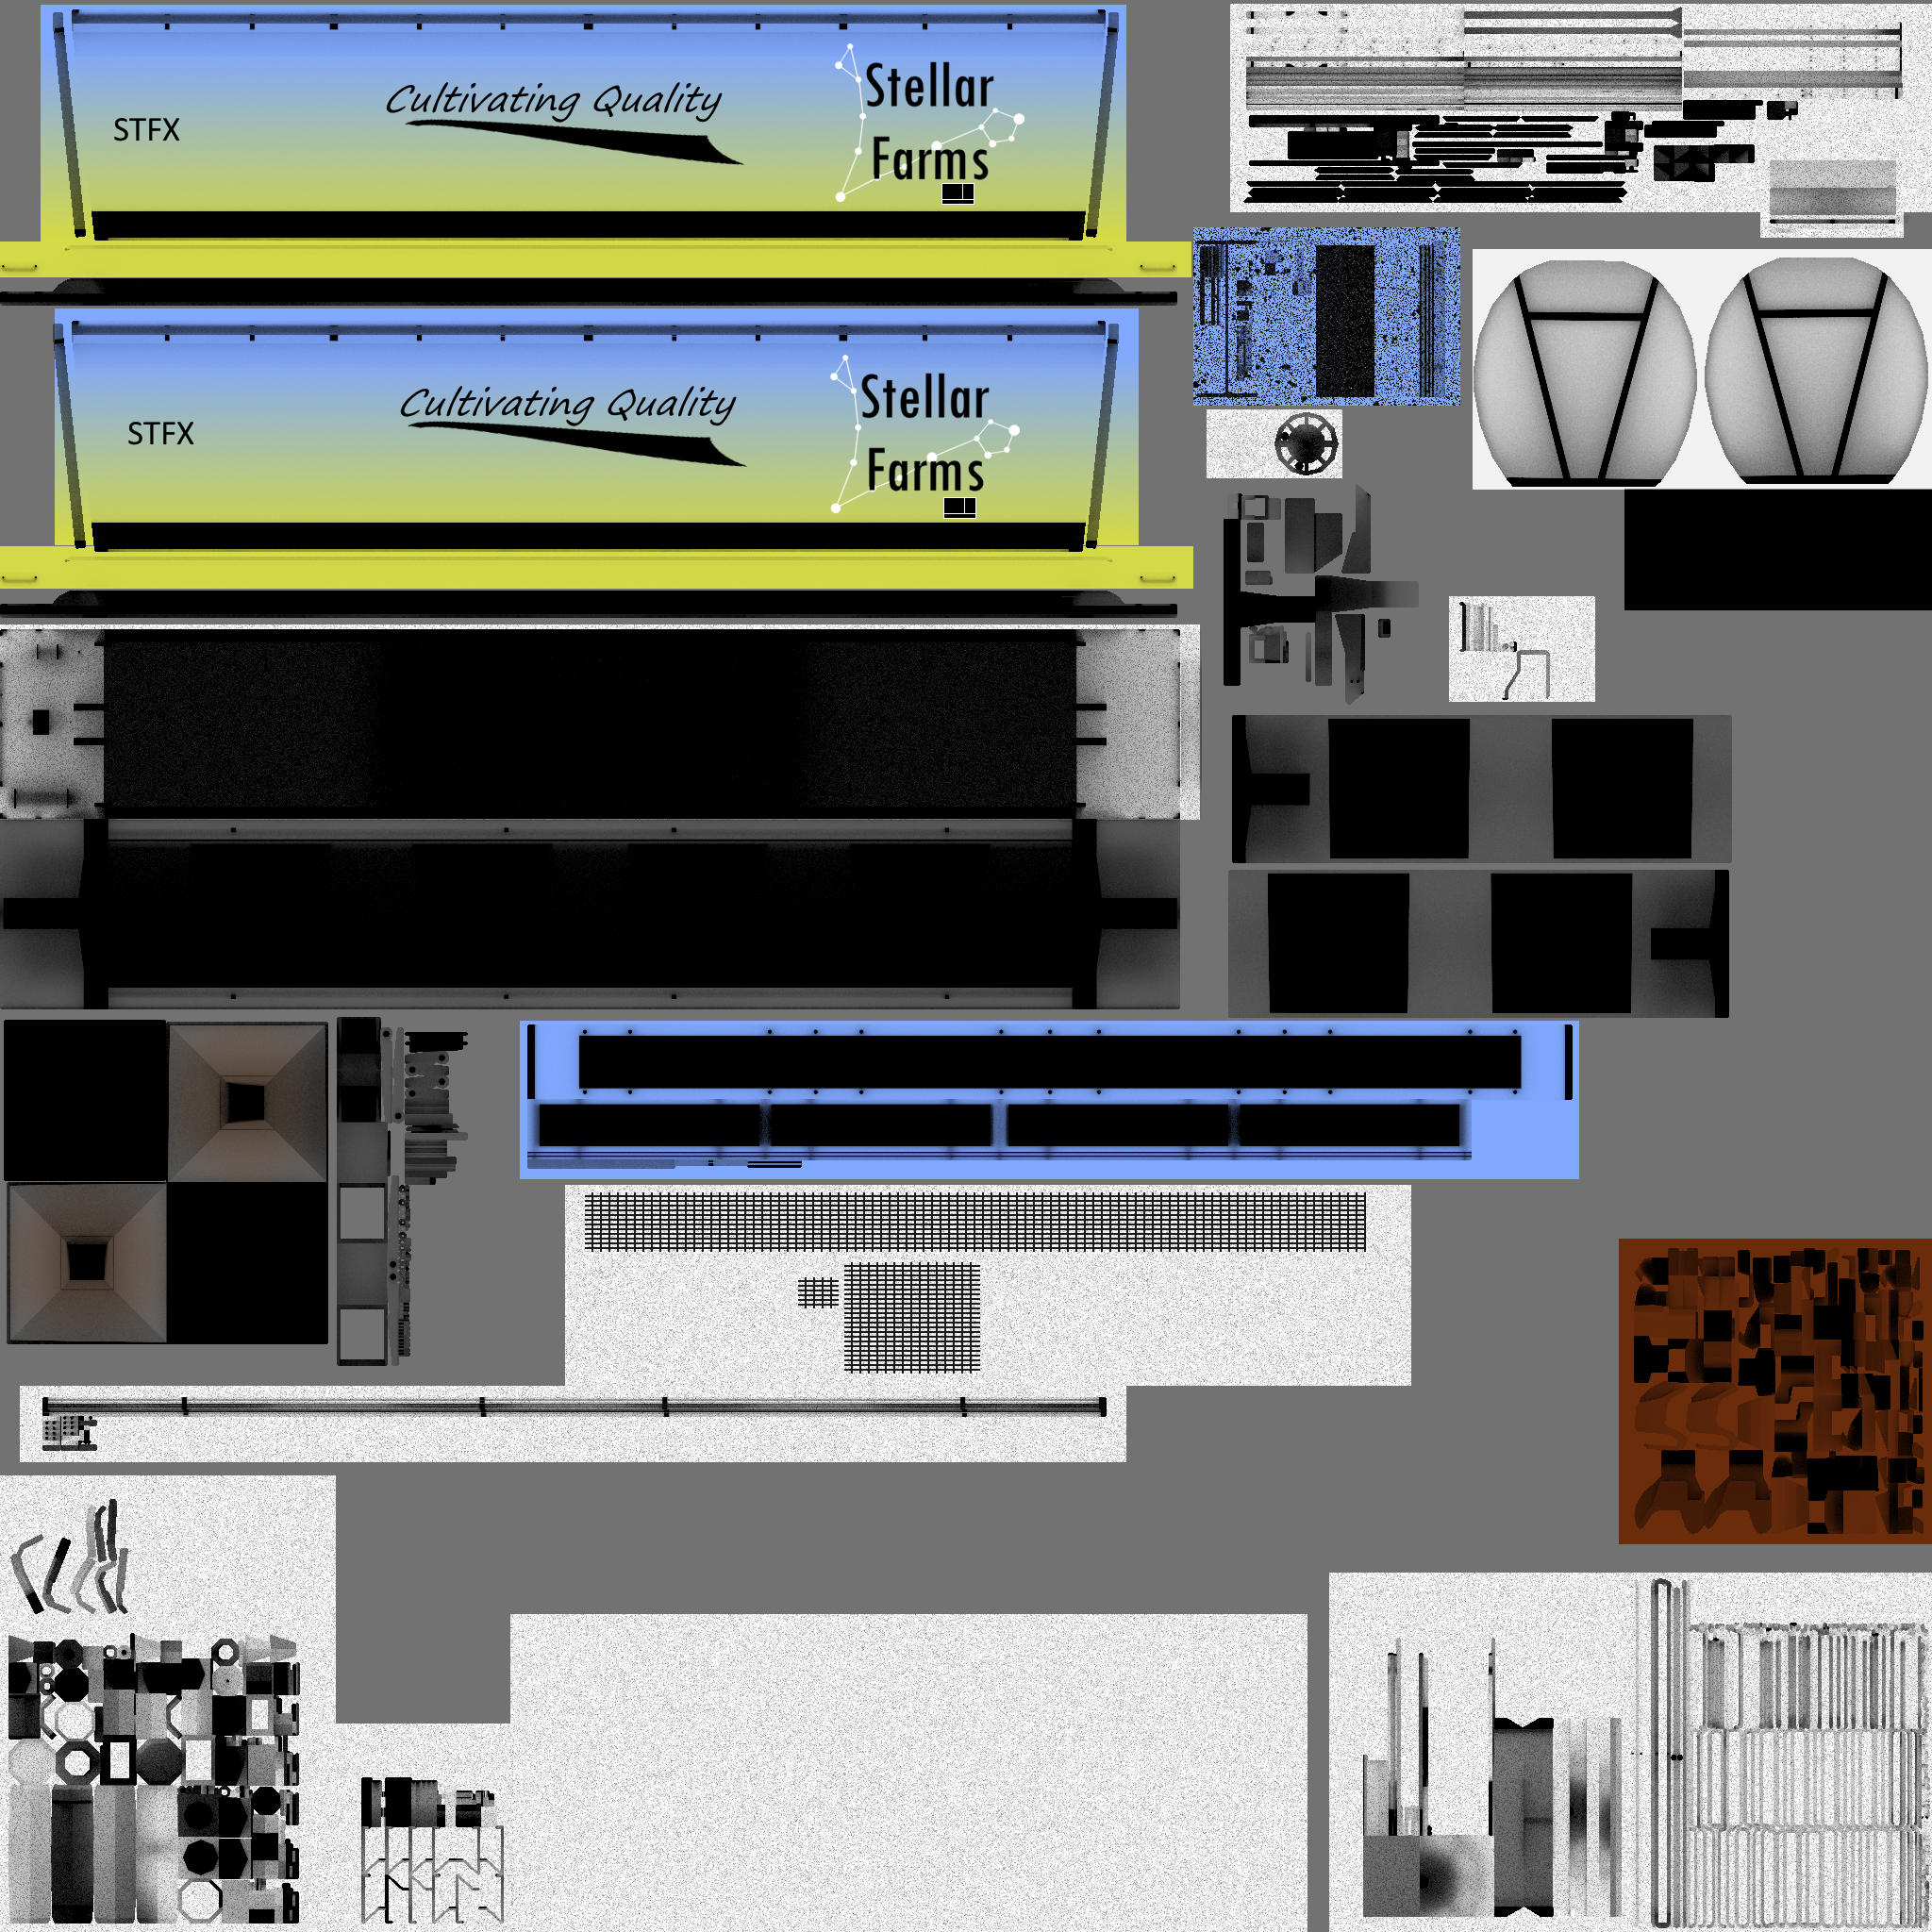 Cultivating Quality
Stellar
Farms
STFX
Cultivating Quality
Stellar
Farms
STFX